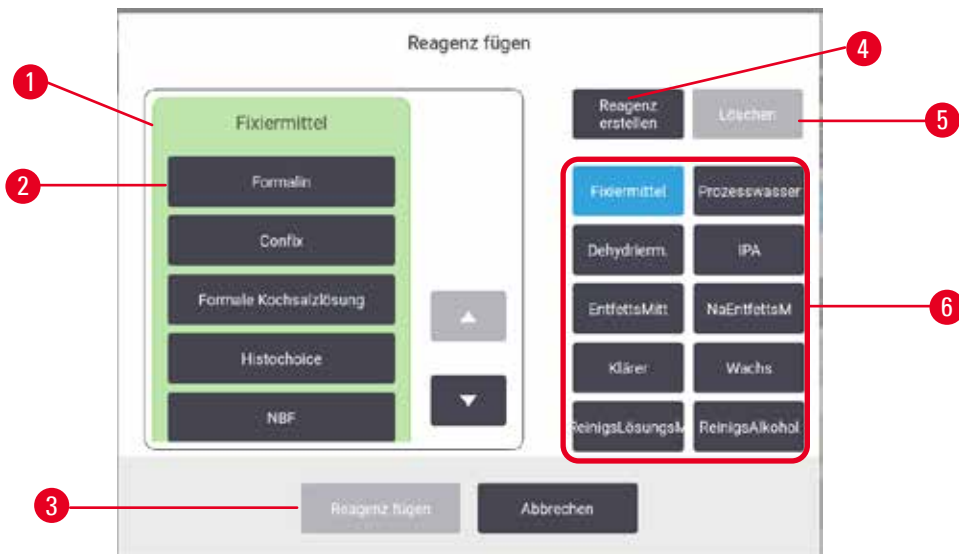 Reagenz fügen
4
1
Reagenz
erstellen
Löschen
5
Fixiermittel
2
Formalin
Confix
Formale Kochsalzlösung
Histochoice
NBF
Fixiermittel
Prozesswasser
Dehydrierm.
IPA
EntfettsMitt
NaEntfettsM
6
Klärer
Wachs
ReinigsLösungsM
ReinigsAlkohol
3
Reagenz fügen
Abbrechen